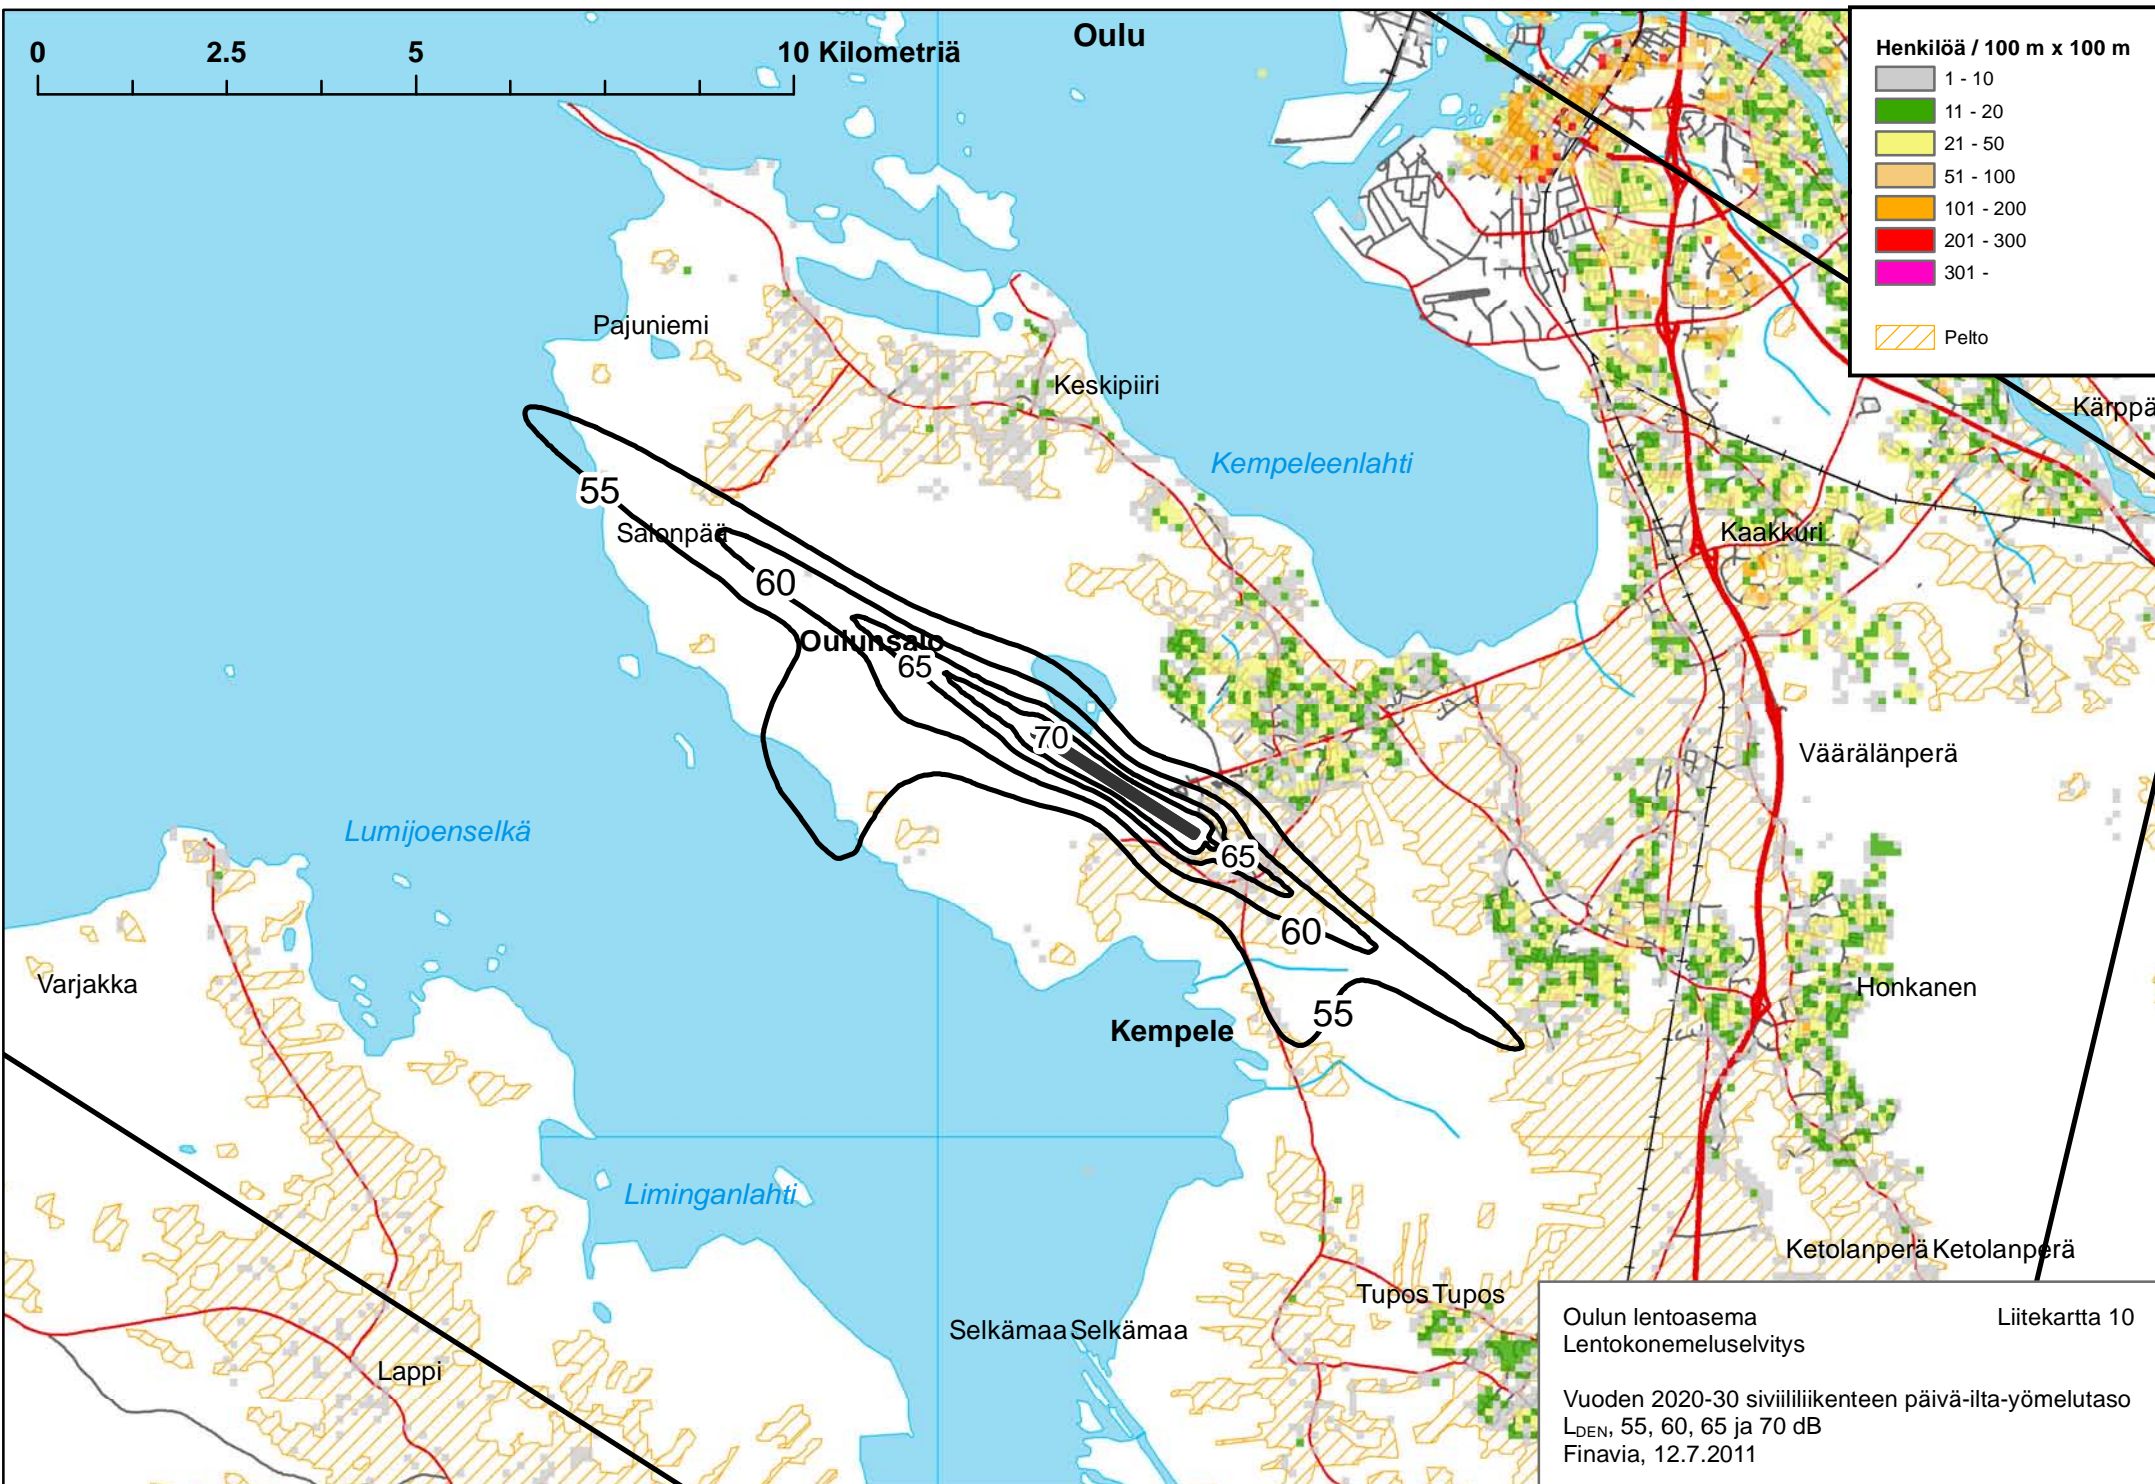 0 2.5 5 10 Kilometriä
Oulu
Henkilöä / 100 m x 100 m
1 - 10
11 - 20
21 - 50
51 - 100
101 - 200
201 - 300
301 -
Pelto
Pajuniemi
Keskipiiri
Kärppä
Kempeleenlahti
55
Salonpää
Kaakkuri
60
Oulunsalo
65
70
Väärälänperä
Lumijoenselkä
65
60
Varjakka
Honkanen
55
Kempele
Liminganlahti
Ketolanperä Ketolanperä
Tupos Tupos
Selkämaa Selkämaa
Lappi
Oulun lentoasema Liitekartta 10
Lentokonemeluselvitys
Vuoden 2020-30 siviililiikenteen päivä-ilta-yömelutaso
LDEN, 55, 60, 65 ja 70 dB
Finavia, 12.7.2011